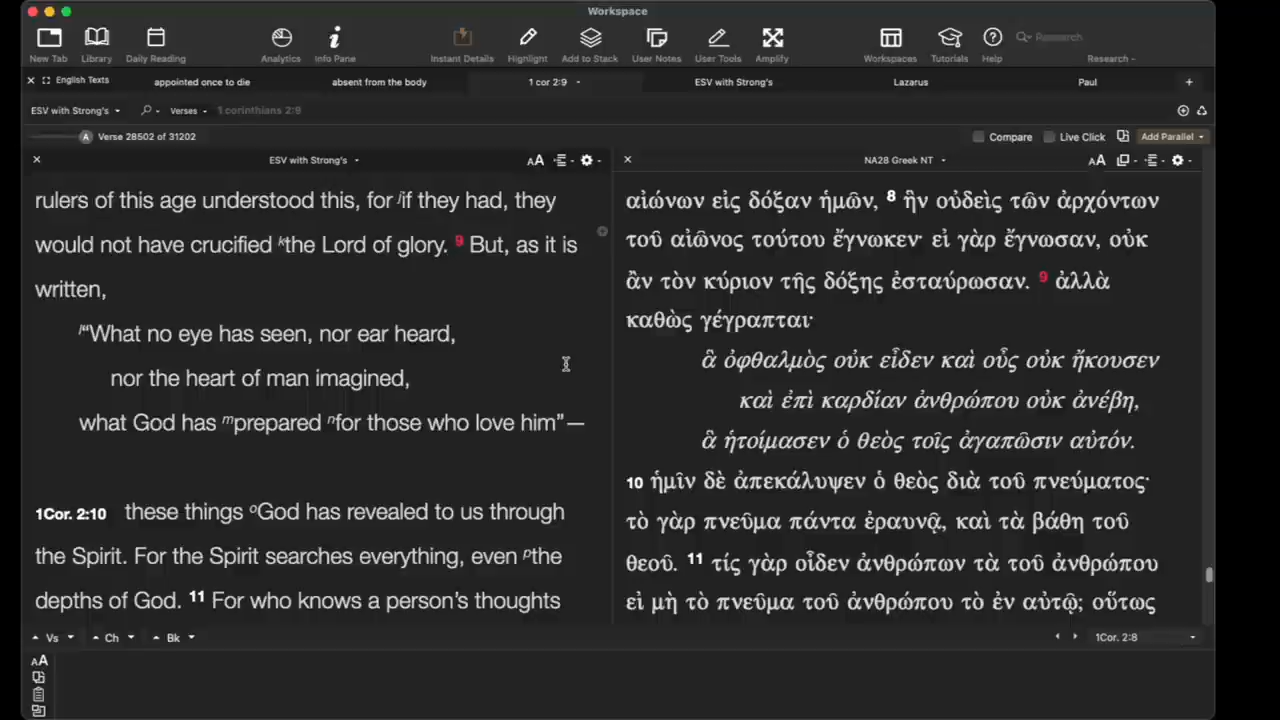 Workspace
New Tab Library Daily Reading Analytics Info Pane Instant Details Highlight Add to Stack User Notes User Tools Amplify Workspaces Tutorials Help Research
Research
English Texts appointed once to die absent from the body 1 cor 2:9 ESV with Strong's Lazarus Paul +
ESV with Strong's Verses 1 corinthians 2:9
A Verse 28502 of 31202 Compare Live Click Add Parallel
ESV with Strong's AA
rulers of this age understood this, for jif they had, they
would not have crucified kthe Lord of glory. 9 But, as it is
written,
l“What no eye has seen, nor ear heard,
nor the heart of man imagined,
what God has mprepared nfor those who love him”—
1Cor. 2:10 these things oGod has revealed to us through
the Spirit. For the Spirit searches everything, even pthe
depths of God. 11 For who knows a person’s thoughts
NA28 Greek NT AA
αἰώνων εἰς δόξαν ἡμῶν, 8 ἣν οὐδεὶς τῶν ἀρχόντων
τοῦ αἰῶνος τούτου ἔγνωκεν· εἰ γὰρ ἔγνωσαν, οὐκ
ἂν τὸν κύριον τῆς δόξης ἐσταύρωσαν. 9 ἀλλὰ
καθὼς γέγραπται·
ἃ ὀφθαλμὸς οὐκ εἶδεν καὶ οὖς οὐκ ἤκουσεν
καὶ ἐπὶ καρδίαν ἀνθρώπου οὐκ ἀνέβη,
ἃ ἡτοίμασεν ὁ θεὸς τοῖς ἀγαπῶσιν αὐτόν.
10 ἡμῖν δὲ ἀπεκάλυψεν ὁ θεὸς διὰ τοῦ πνεύματος·
τὸ γὰρ πνεῦμα πάντα ἐραυνᾷ, καὶ τὰ βάθη τοῦ
θεοῦ. 11 τίς γὰρ οἶδεν ἀνθρώπων τὰ τοῦ ἀνθρώπου
εἰ μὴ τὸ πνεῦμα τοῦ ἀνθρώπου τὸ ἐν αὐτῷ; οὕτως
Vs Ch Bk 1Cor. 2:8
AA